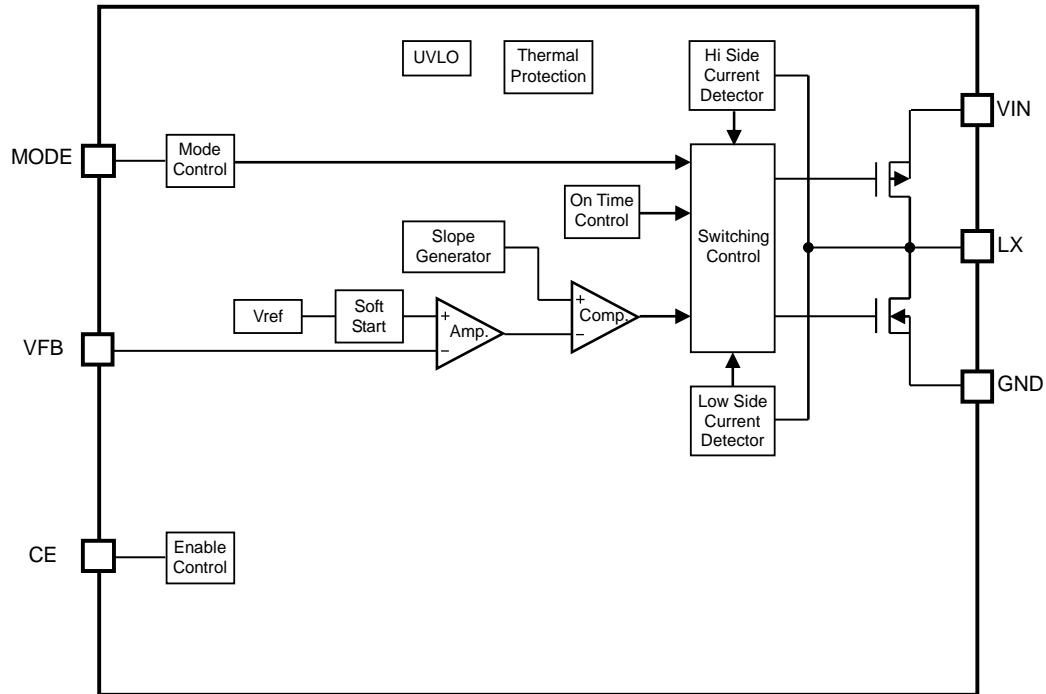 UVLO
Thermal
Protection
Hi Side
Current
Detector
VIN
MODE
Mode
Control
On Time
Control
Slope
Generator
Switching
Control
LX
Vref
Soft
Start
+
Amp.
−
+
Comp.
−
VFB
GND
Low Side
Current
Detector
CE
Enable
Control